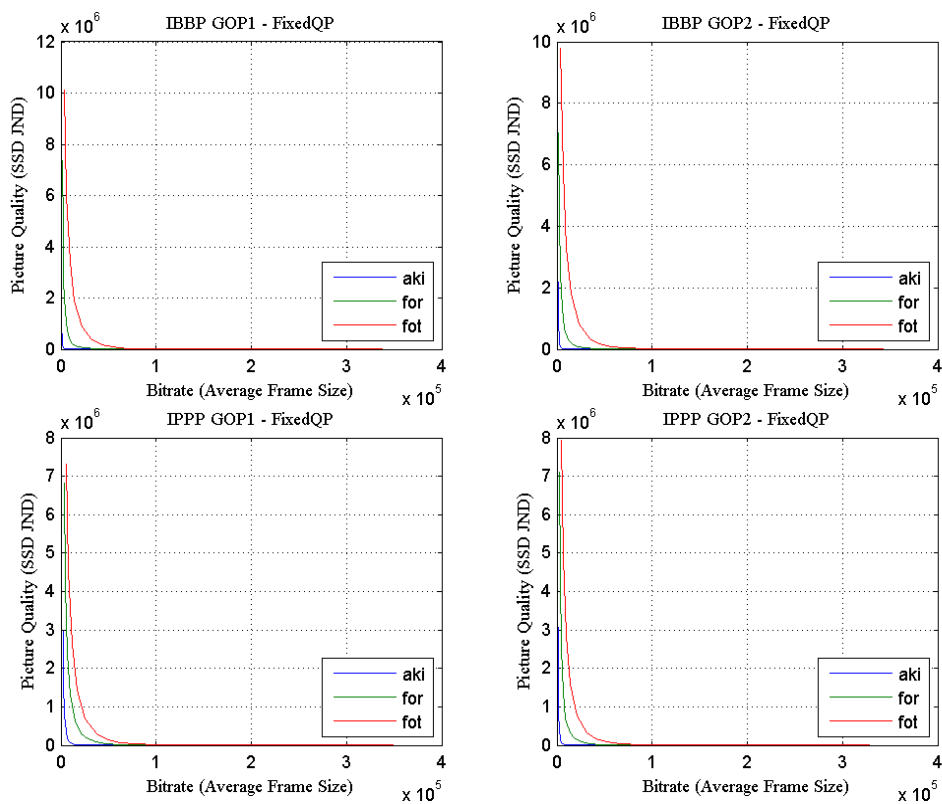 IBBP GOP1 - FixedQP
x 10^6
12
10
8
6
4
2
0
Picture Quality (SSD JND)
aki
for
fot
0 1 2 3 4
Bitrate (Average Frame Size)
x 10^5
IBBP GOP2 - FixedQP
x 10^6
10
8
6
4
2
0
Picture Quality (SSD JND)
aki
for
fot
0 1 2 3 4
Bitrate (Average Frame Size)
x 10^5
IPPP GOP1 - FixedQP
x 10^6
8
7
6
5
4
3
2
1
0
Picture Quality (SSD JND)
aki
for
fot
0 1 2 3 4
Bitrate (Average Frame Size)
x 10^5
IPPP GOP2 - FixedQP
x 10^6
8
7
6
5
4
3
2
1
0
Picture Quality (SSD JND)
aki
for
fot
0 1 2 3 4
Bitrate (Average Frame Size)
x 10^5